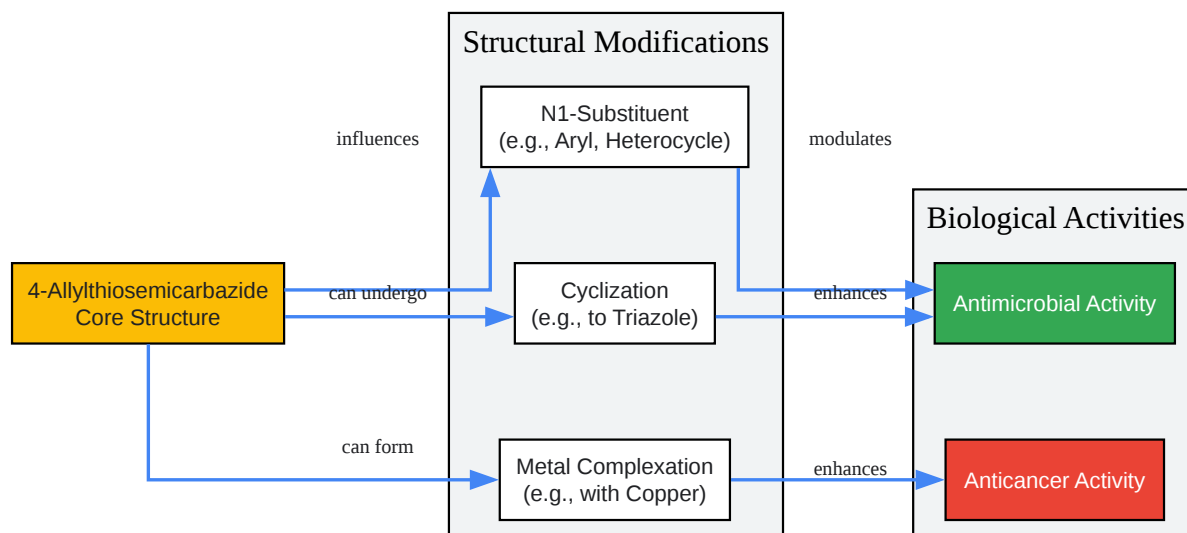 Structural Modifications
N1-Substituent
(e.g., Aryl, Heterocycle)
influences
modulates
Biological Activities
4-Allylthiosemicarbazide
Core Structure
can undergo
Cyclization
(e.g., to Triazole)
enhances
Antimicrobial Activity
can form
Metal Complexation
(e.g., with Copper)
enhances
Anticancer Activity